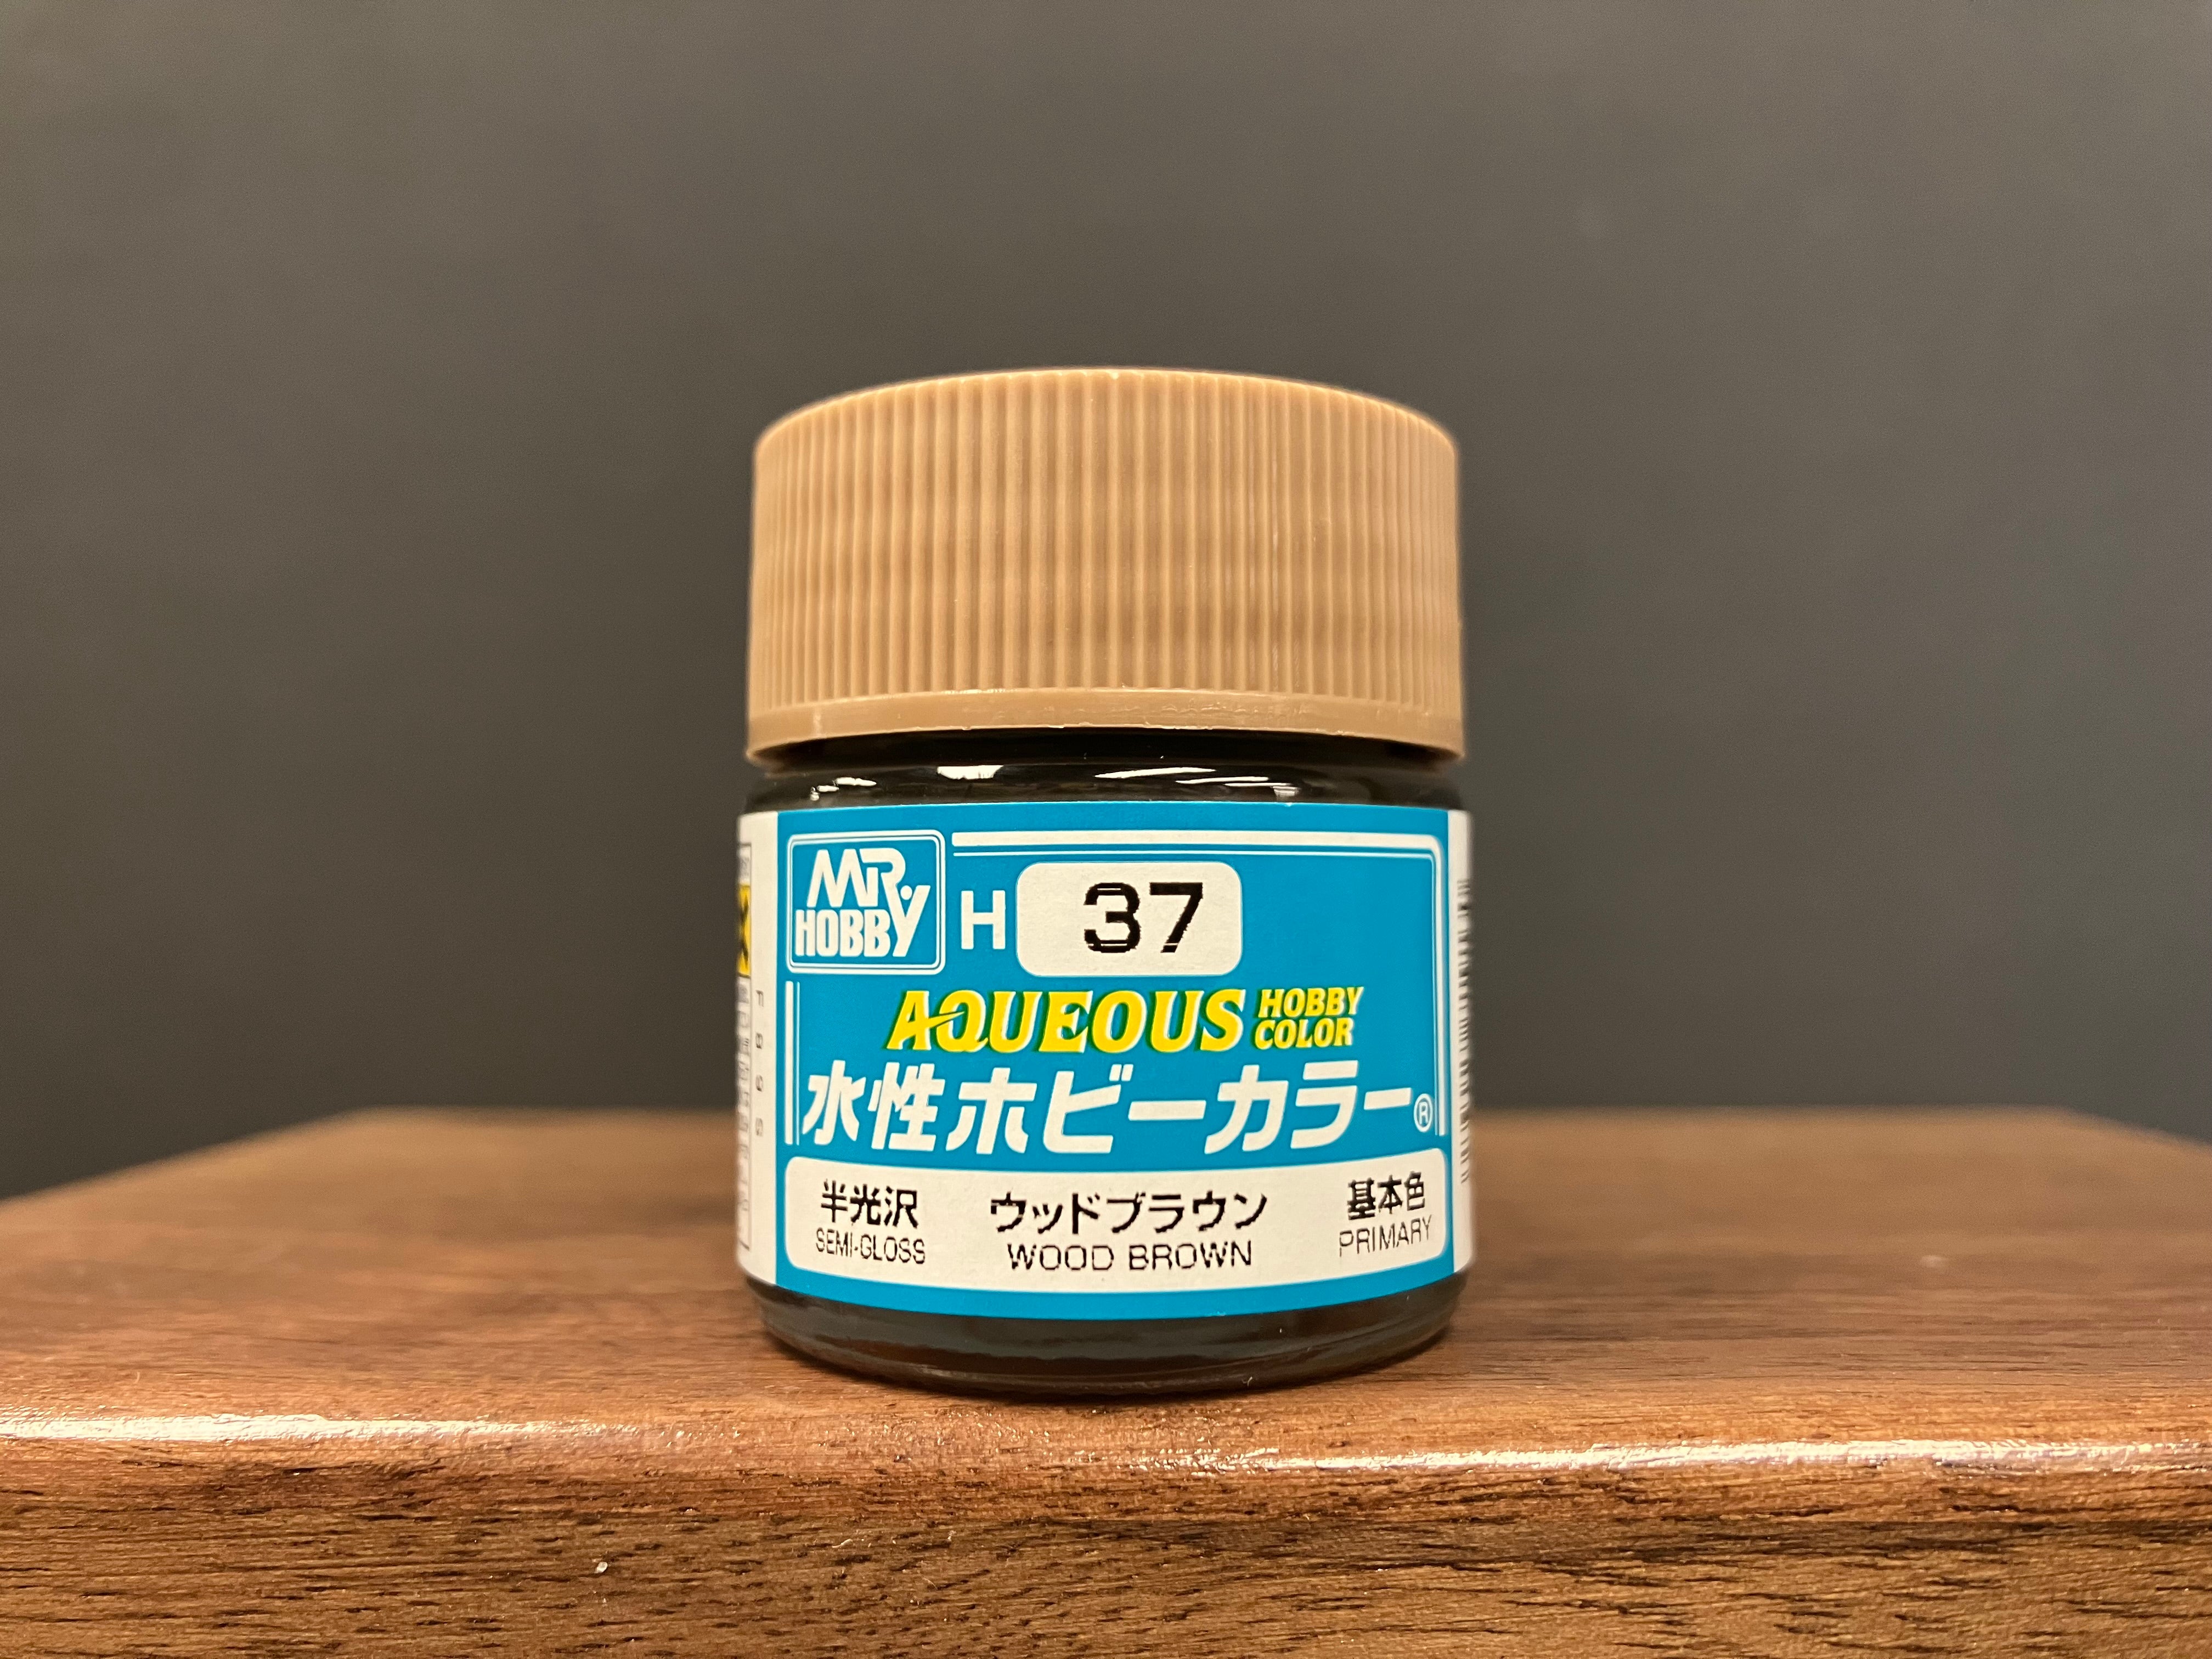 MR. HOBBY
H 37
AQUEOUS HOBBY COLOR
水性ホビーカラー®
半光沢 ウッドブラウン 基本色
SEMI-GLOSS WOOD BROWN PRIMARY